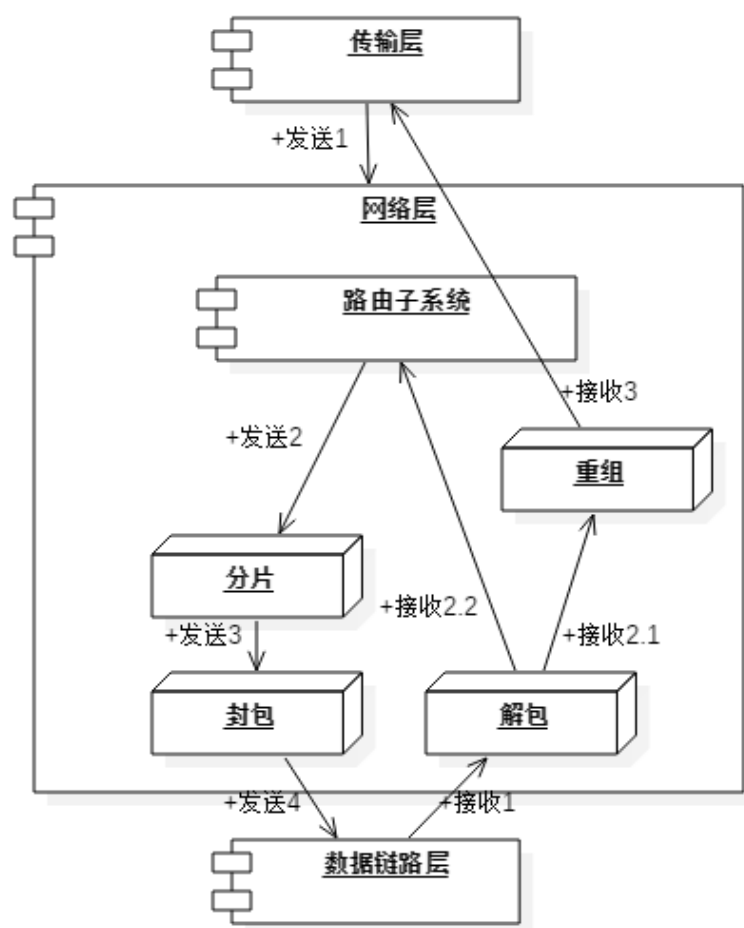 传输层
+发送1
网络层
路由子系统
+接收3
+发送2
重组
分片
+接收2.2
+发送3
+接收2.1
封包
解包
+发送4
+接收1
数据链路层